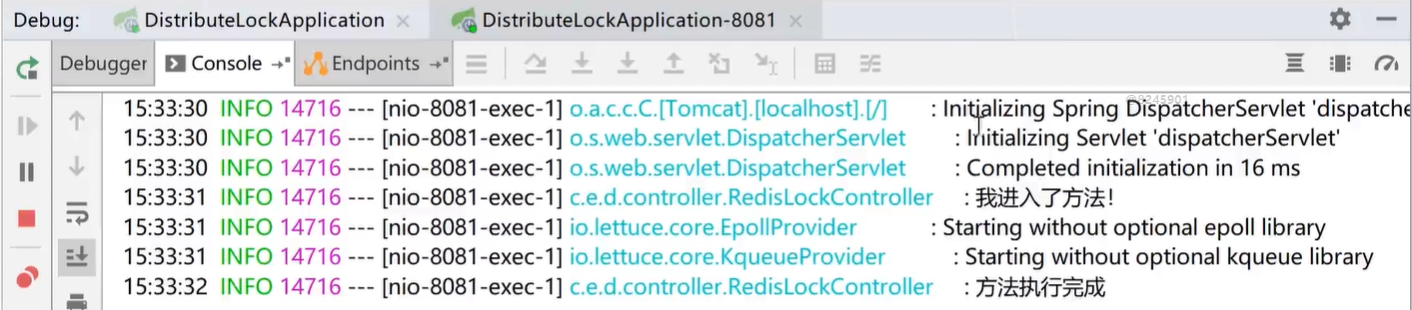 Debug: DistributeLockApplication DistributeLockApplication-8081
Debugger Console Endpoints
15:33:30 INFO 14716 --- [nio-8081-exec-1] o.a.c.c.C.[Tomcat].[localhost].[/] : Initializing Spring DispatcherServlet 'dispatche
15:33:30 INFO 14716 --- [nio-8081-exec-1] o.s.web.servlet.DispatcherServlet : Initializing Servlet 'dispatcherServlet'
15:33:30 INFO 14716 --- [nio-8081-exec-1] o.s.web.servlet.DispatcherServlet : Completed initialization in 16 ms
15:33:31 INFO 14716 --- [nio-8081-exec-1] c.e.d.controller.RedisLockController : 我进入了方法!
15:33:31 INFO 14716 --- [nio-8081-exec-1] io.lettuce.core.EpollProvider : Starting without optional epoll library
15:33:31 INFO 14716 --- [nio-8081-exec-1] io.lettuce.core.KqueueProvider : Starting without optional kqueue library
15:33:32 INFO 14716 --- [nio-8081-exec-1] c.e.d.controller.RedisLockController : 方法执行完成